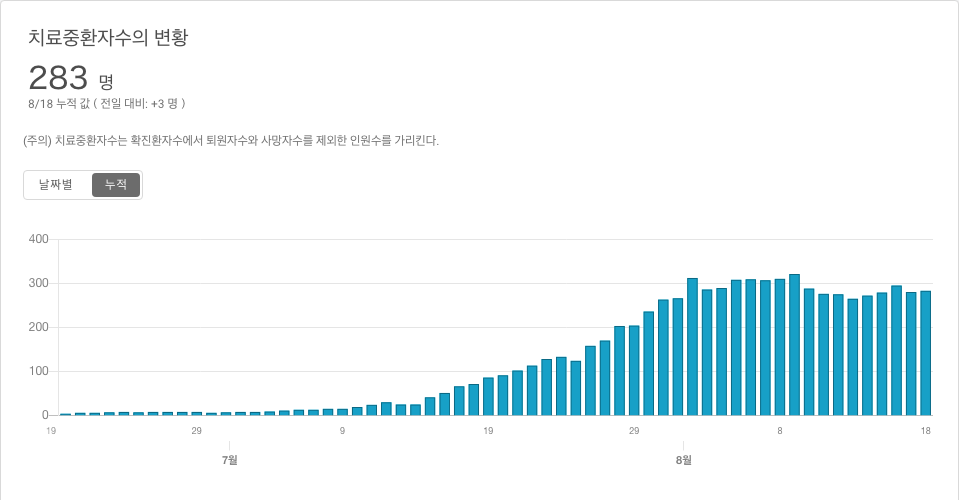 치료중환자수의 변황
283 명
8/18 누적 값 ( 전일 대비: +3 명 )
(주의) 치료중환자수는 확진환자수에서 퇴원자수와 사망자수를 제외한 인원수를 가리킨다.
날짜별 누적
400
300
200
100
0
19 29 9 19 29 8 18
7월 8월